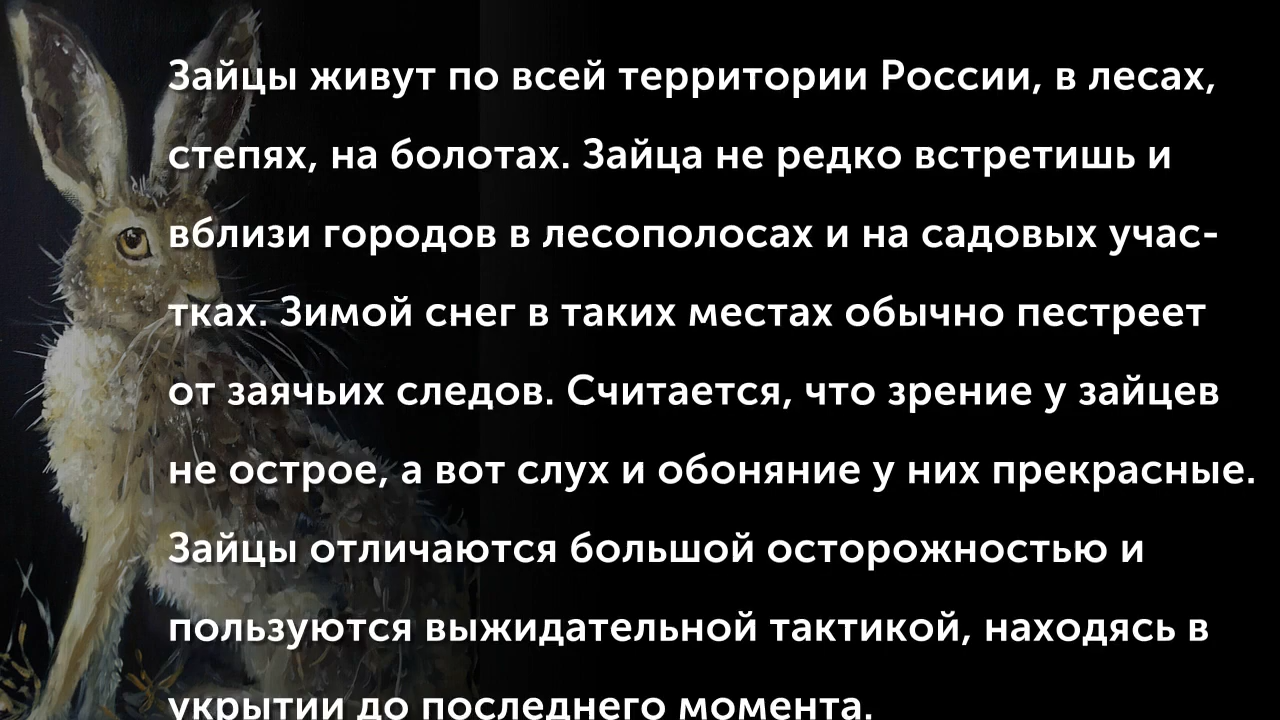 Зайцы живут по всей территории России, в лесах,
степях, на болотах. Зайца не редко встретишь и
вблизи городов в лесополосах и на садовых учас-
тках. Зимой снег в таких местах обычно пестреет
от заячьих следов. Считается, что зрение у зайцев
не острое, а вот слух и обоняние у них прекрасные.
Зайцы отличаются большой осторожностью и
пользуются выжидательной тактикой, находясь в
укрытии до последнего момента.